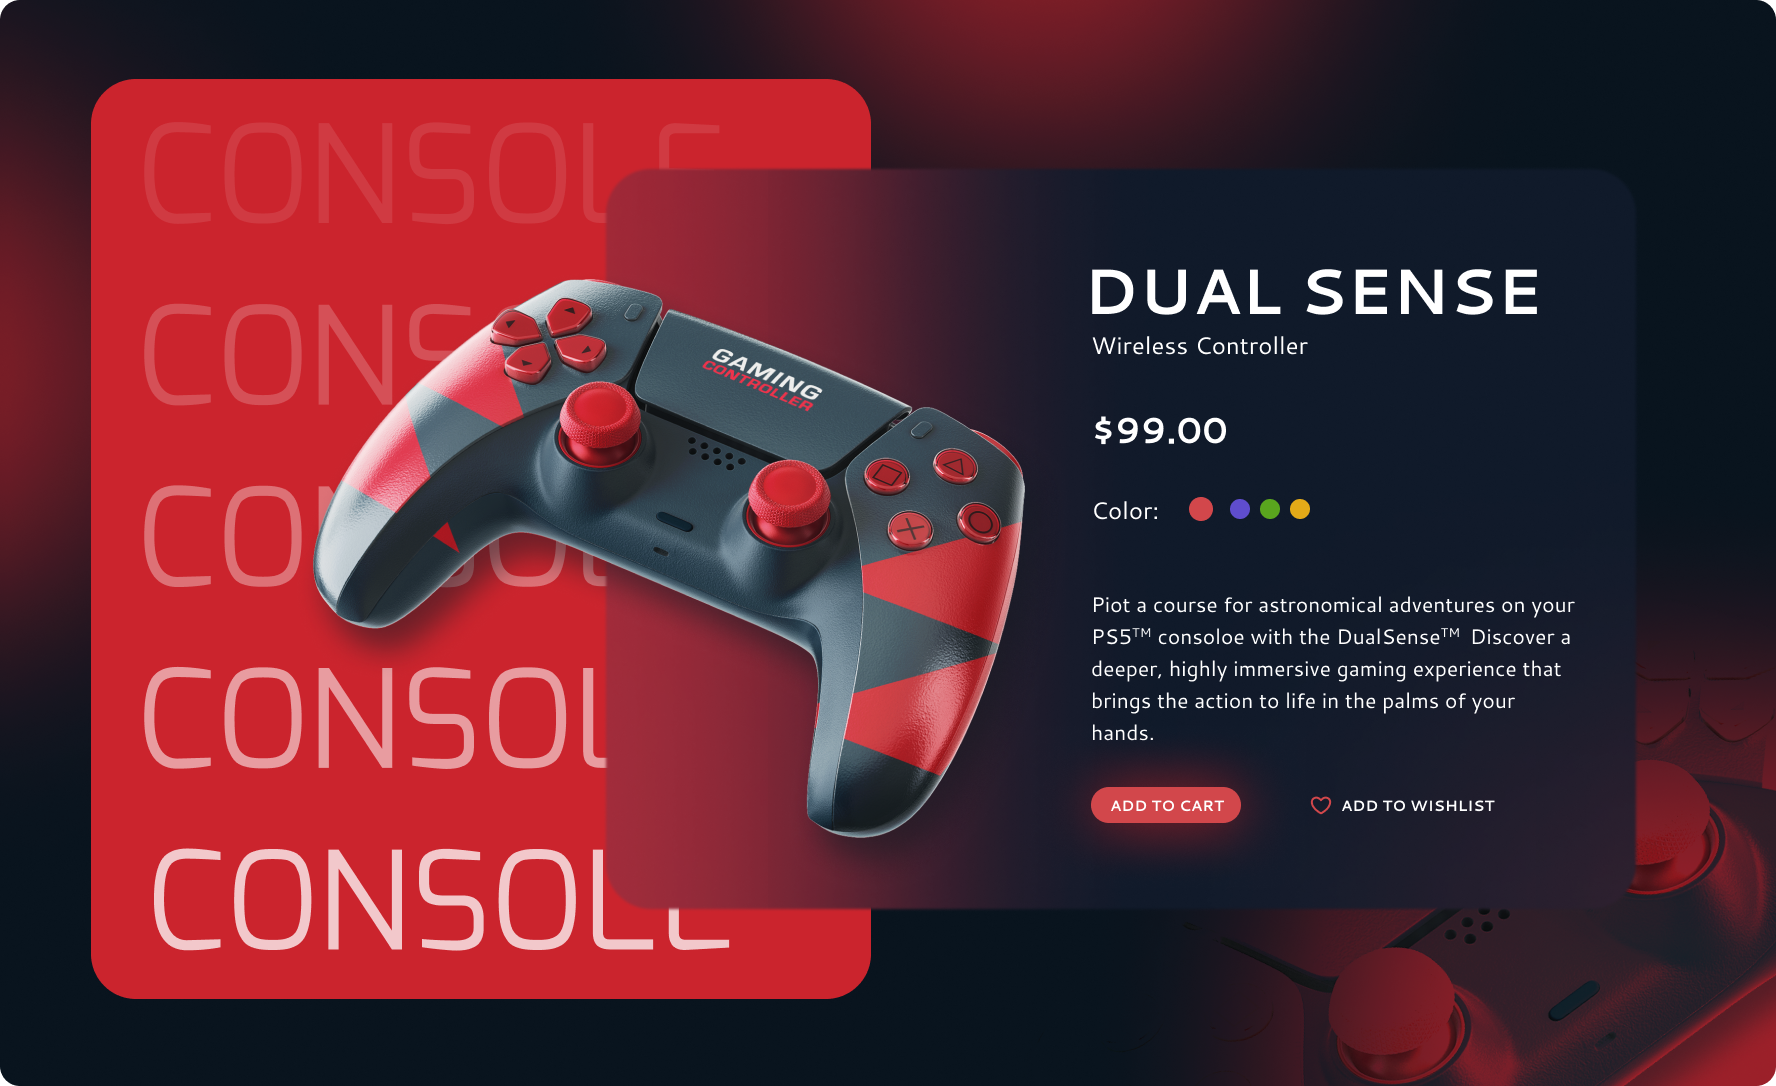 CONSOLE
CONS
CO SOL
CONSOL
CONSOLE
GAMING
CONTROLLER
DUAL SENSE
Wireless Controller
$99.00
Color:
Piot a course for astronomical adventures on your
PS5™ consoloe with the DualSense™ Discover a
deeper, highly immersive gaming experience that
brings the action to life in the palms of your
hands.
ADD TO CART
ADD TO WISHLIST